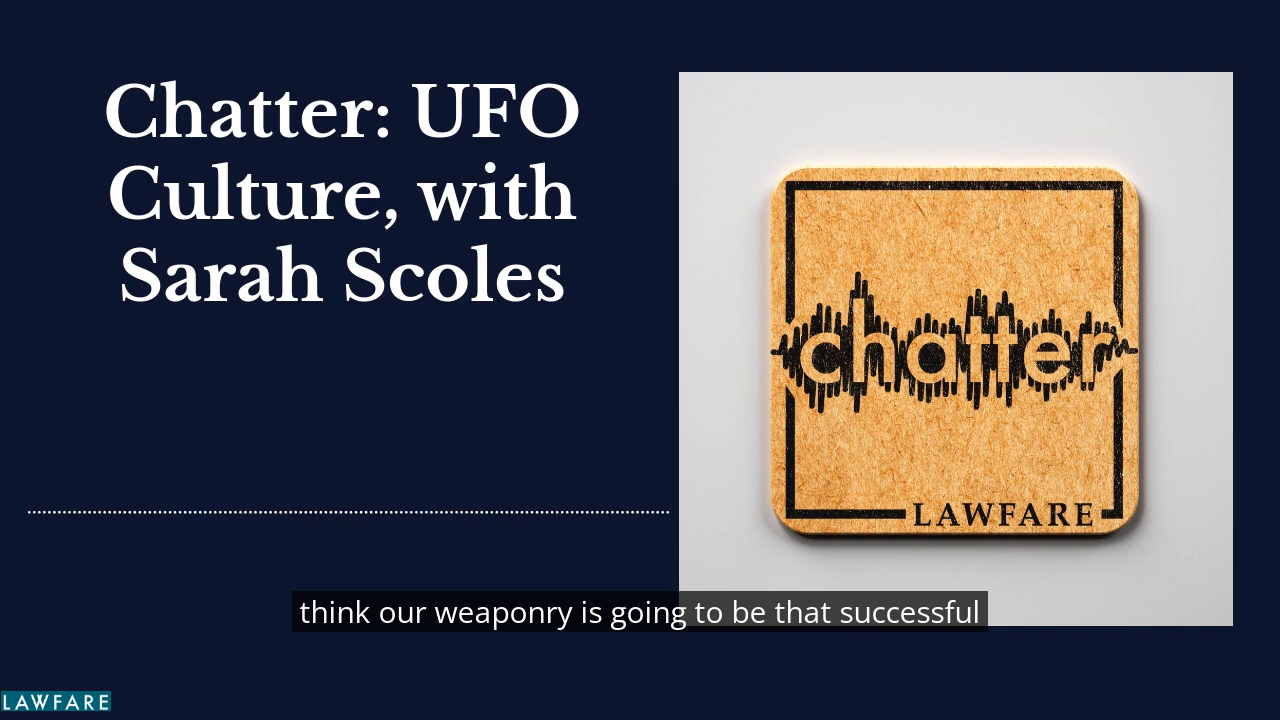 Chatter: UFO
Culture, with
Sarah Scoles
chatter
LAWFARE
think our weaponry is going to be that successful
LAWFARE